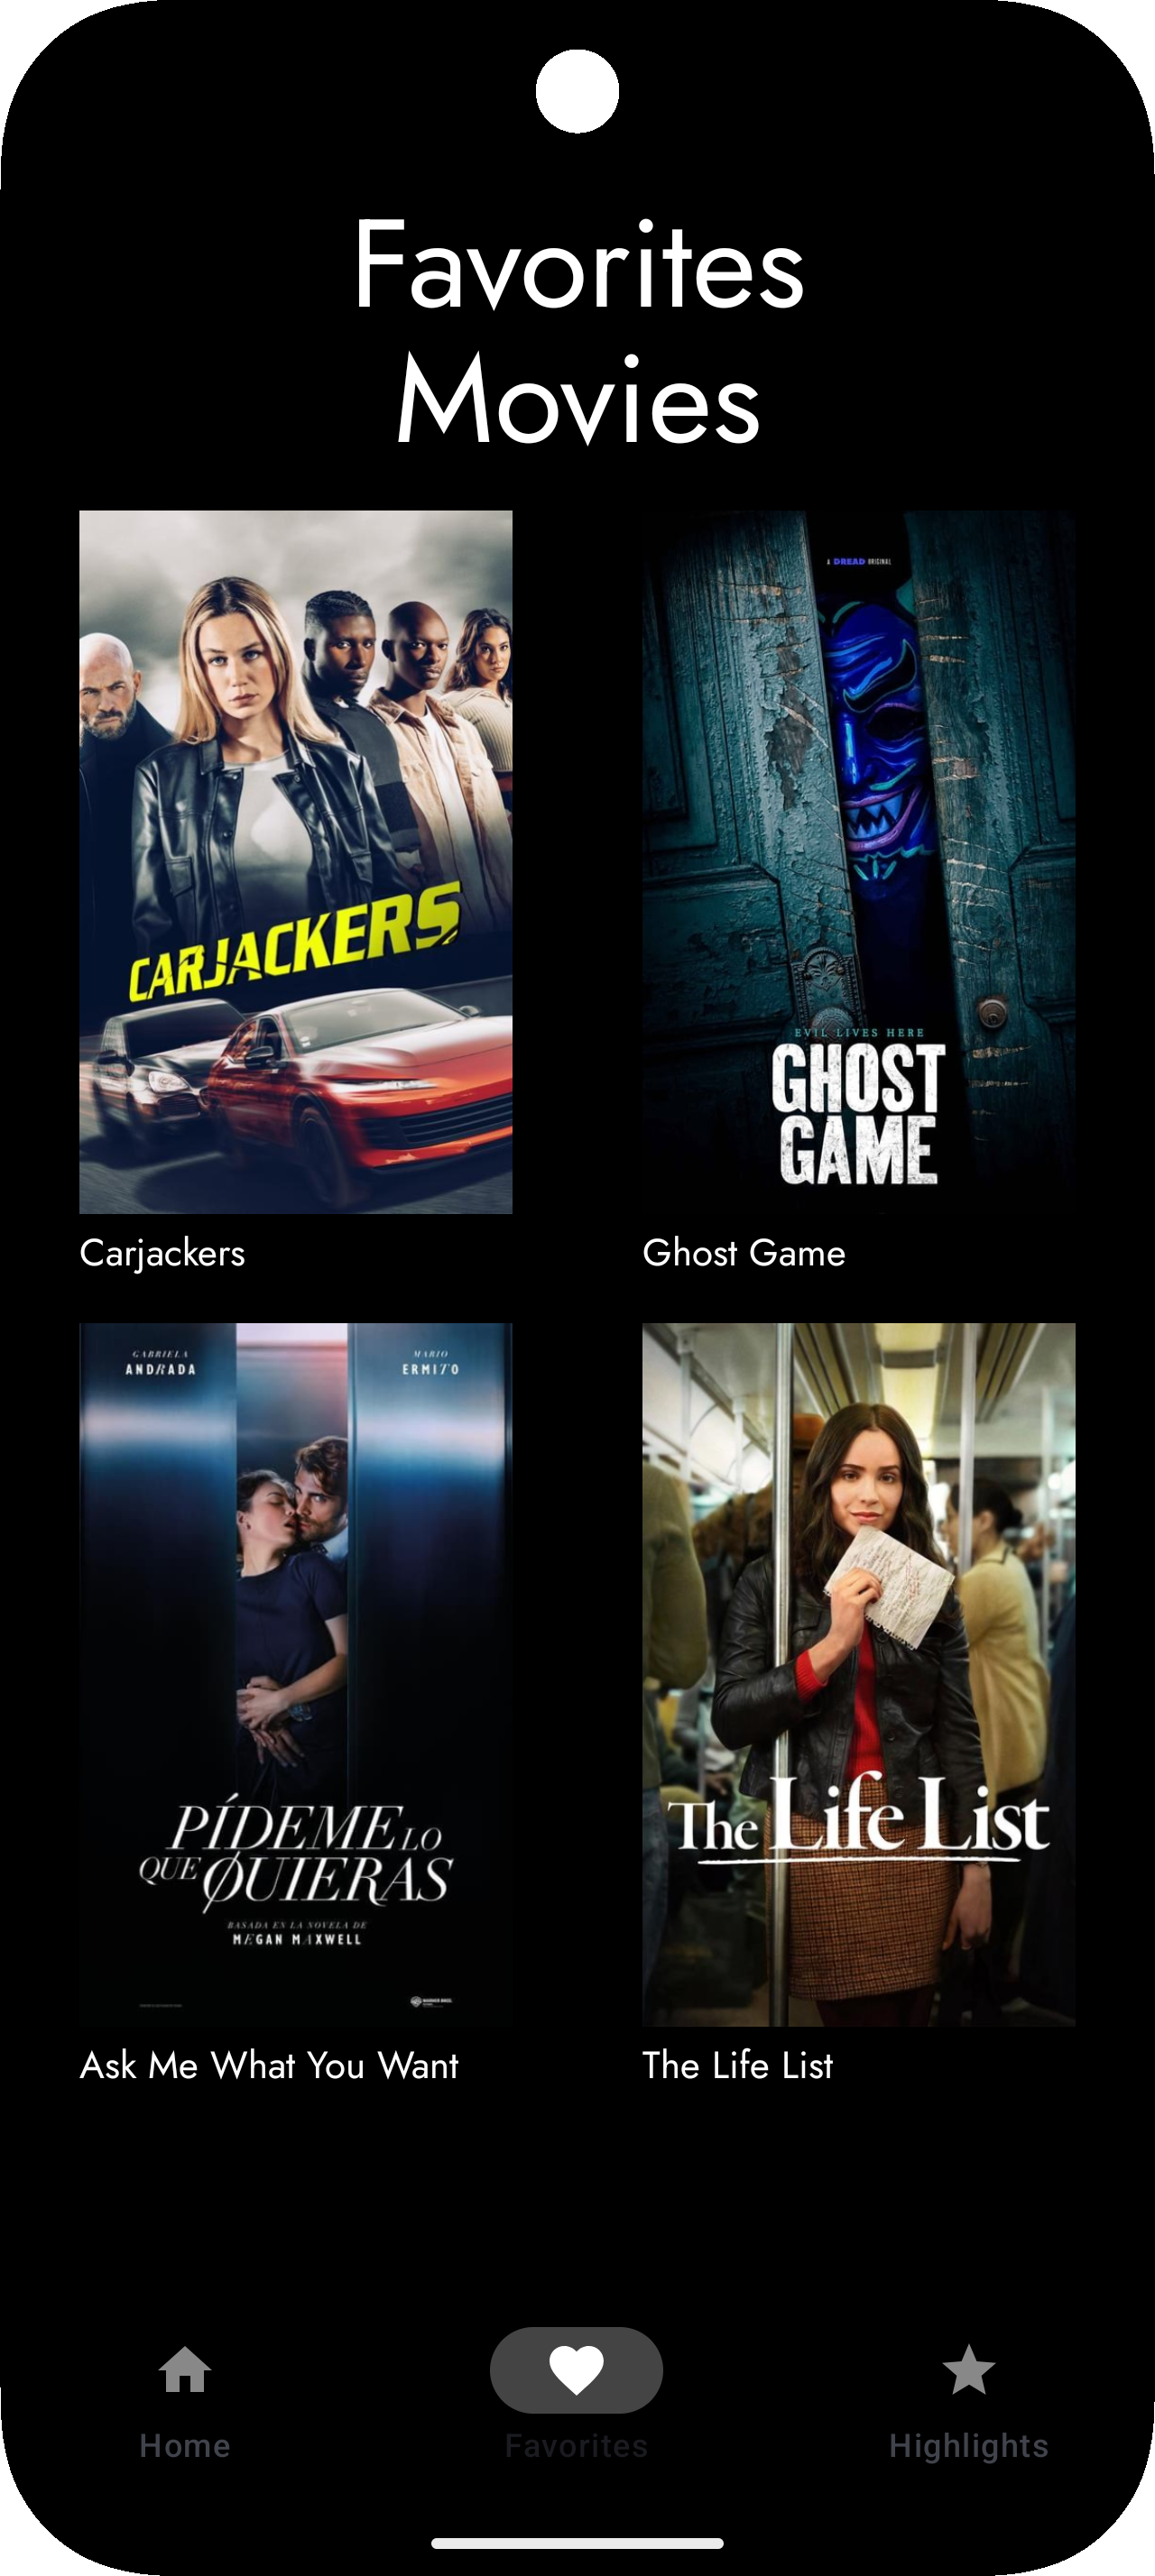 Favorites
Movies
A DREAD ORIGINAL
CARJACKERS
EVIL LIVES HERE
GHOST
GAME
Carjackers
Ghost Game
GABRIELA
ANDRADA
MARIO
ERMITO
PÍDEME LO
QUE QUIERAS
BASADA EN LA NOVELA DE
MEGAN MAXWELL
WARNER BROS.
The Life List
Ask Me What You Want
The Life List
Home
Favorites
Highlights